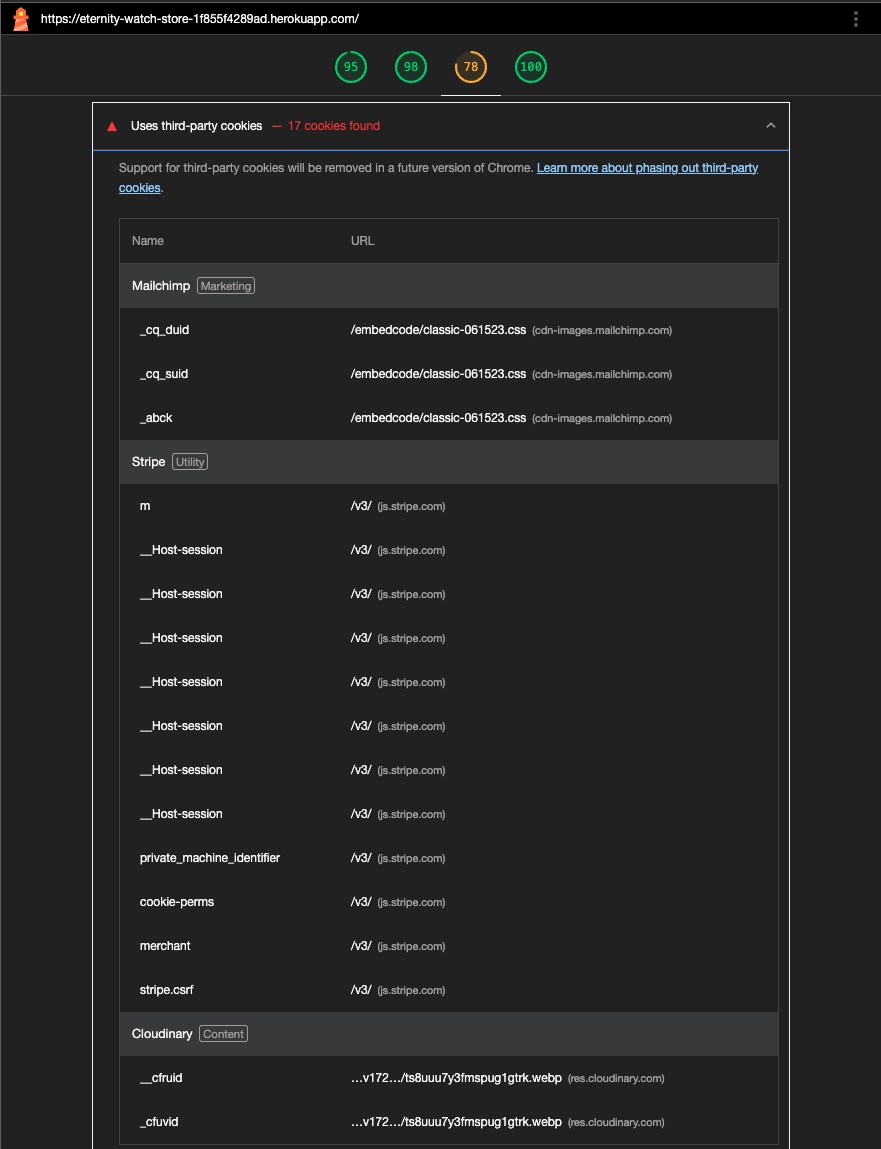 https://eternity-watch-store-1f855f4289ad.herokuapp.com/
95 98 78 100
Uses third-party cookies — 17 cookies found
Support for third-party cookies will be removed in a future version of Chrome. Learn more about phasing out third-party
cookies.
Name URL
Mailchimp Marketing
_cq_duid /embedcode/classic-061523.css (cdn-images.mailchimp.com)
_cq_suid /embedcode/classic-061523.css (cdn-images.mailchimp.com)
_abck /embedcode/classic-061523.css (cdn-images.mailchimp.com)
Stripe Utility
m /v3/ (js.stripe.com)
__Host-session /v3/ (js.stripe.com)
__Host-session /v3/ (js.stripe.com)
__Host-session /v3/ (js.stripe.com)
__Host-session /v3/ (js.stripe.com)
__Host-session /v3/ (js.stripe.com)
__Host-session /v3/ (js.stripe.com)
__Host-session /v3/ (js.stripe.com)
private_machine_identifier /v3/ (js.stripe.com)
cookie-perms /v3/ (js.stripe.com)
merchant /v3/ (js.stripe.com)
stripe.csrf /v3/ (js.stripe.com)
Cloudinary Content
__cfruid …v172…/ts8uuu7y3fmspug1gtrk.webp (res.cloudinary.com)
_cfuvid …v172…/ts8uuu7y3fmspug1gtrk.webp (res.cloudinary.com)